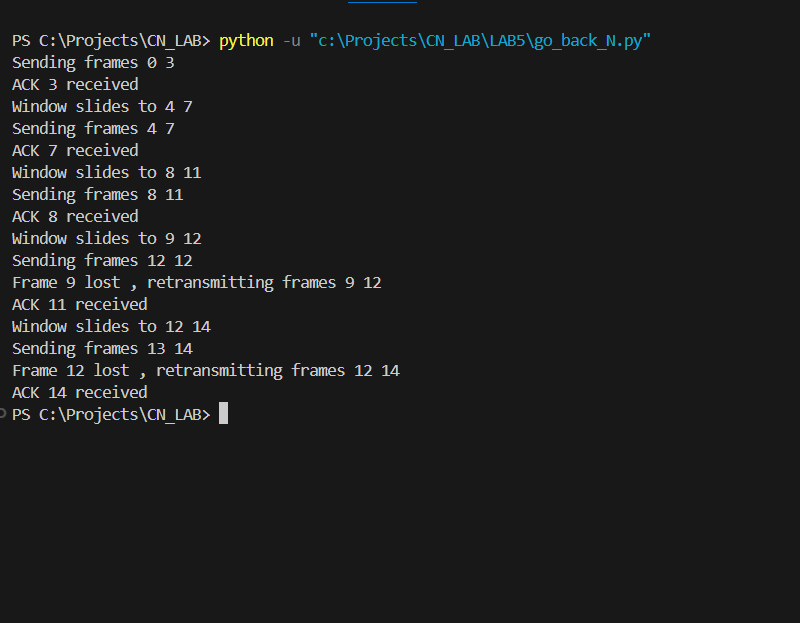 PS C:\Projects\CN_LAB> python -u "c:\Projects\CN_LAB\LAB5\go_back_N.py"
Sending frames 0 3
ACK 3 received
Window slides to 4 7
Sending frames 4 7
ACK 7 received
Window slides to 8 11
Sending frames 8 11
ACK 8 received
Window slides to 9 12
Sending frames 12 12
Frame 9 lost , retransmitting frames 9 12
ACK 11 received
Window slides to 12 14
Sending frames 13 14
Frame 12 lost , retransmitting frames 12 14
ACK 14 received
PS C:\Projects\CN_LAB>